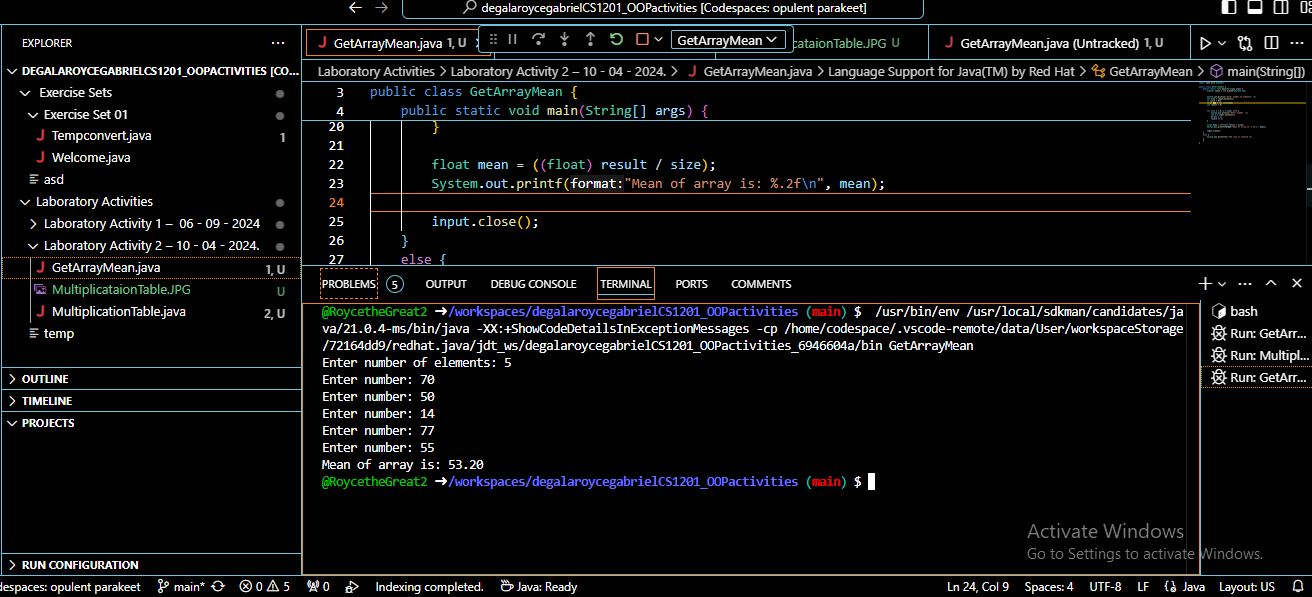 degalaroycegabrielCS1201_OOPactivities [Codespaces: opulent parakeet]
EXPLORER
DEGALAROYCEGABRIELCS1201_OOPACTIVITIES [CO...
Exercise Sets
Exercise Set 01
Tempconvert.java 1
Welcome.java
asd
Laboratory Activities
Laboratory Activity 1 – 06 - 09 - 2024
Laboratory Activity 2 – 10 - 04 - 2024.
GetArrayMean.java 1, U
MultiplicataionTable.JPG U
MultiplicationTable.java 2, U
temp
OUTLINE
TIMELINE
PROJECTS
RUN CONFIGURATION
GetArrayMean.java 1, U
GetArrayMean
cataionTable.JPG U
GetArrayMean.java (Untracked) 1, U
Laboratory Activities > Laboratory Activity 2 – 10 - 04 - 2024. > GetArrayMean.java > Language Support for Java(TM) by Red Hat > GetArrayMean > main(String[])
3 public class GetArrayMean {
4 public static void main(String[] args) {
20 }
21
22 float mean = ((float) result / size);
23 System.out.printf(format:"Mean of array is: %.2f\n", mean);
24
25 input.close();
26 }
27 else {
PROBLEMS 5 OUTPUT DEBUG CONSOLE TERMINAL PORTS COMMENTS
@RoycetheGreat2 ➜/workspaces/degalaroycegabrielCS1201_OOPactivities (main) $ /usr/bin/env /usr/local/sdkman/candidates/ja
va/21.0.4-ms/bin/java -XX:+ShowCodeDetailsInExceptionMessages -cp /home/codespace/.vscode-remote/data/User/workspaceStorage
/72164dd9/redhat.java/jdt_ws/degalaroycegabrielCS1201_OOPactivities_6946604a/bin GetArrayMean
Enter number of elements: 5
Enter number: 70
Enter number: 50
Enter number: 14
Enter number: 77
Enter number: 55
Mean of array is: 53.20
@RoycetheGreat2 ➜/workspaces/degalaroycegabrielCS1201_OOPactivities (main) $
bash
Run: GetArr...
Run: Multipl...
Run: GetArr...
Activate Windows
Go to Settings to activate Windows.
despaces: opulent parakeet main* 0 5 0 Indexing completed. Java: Ready Ln 24, Col 9 Spaces: 4 UTF-8 LF Java Layout: US